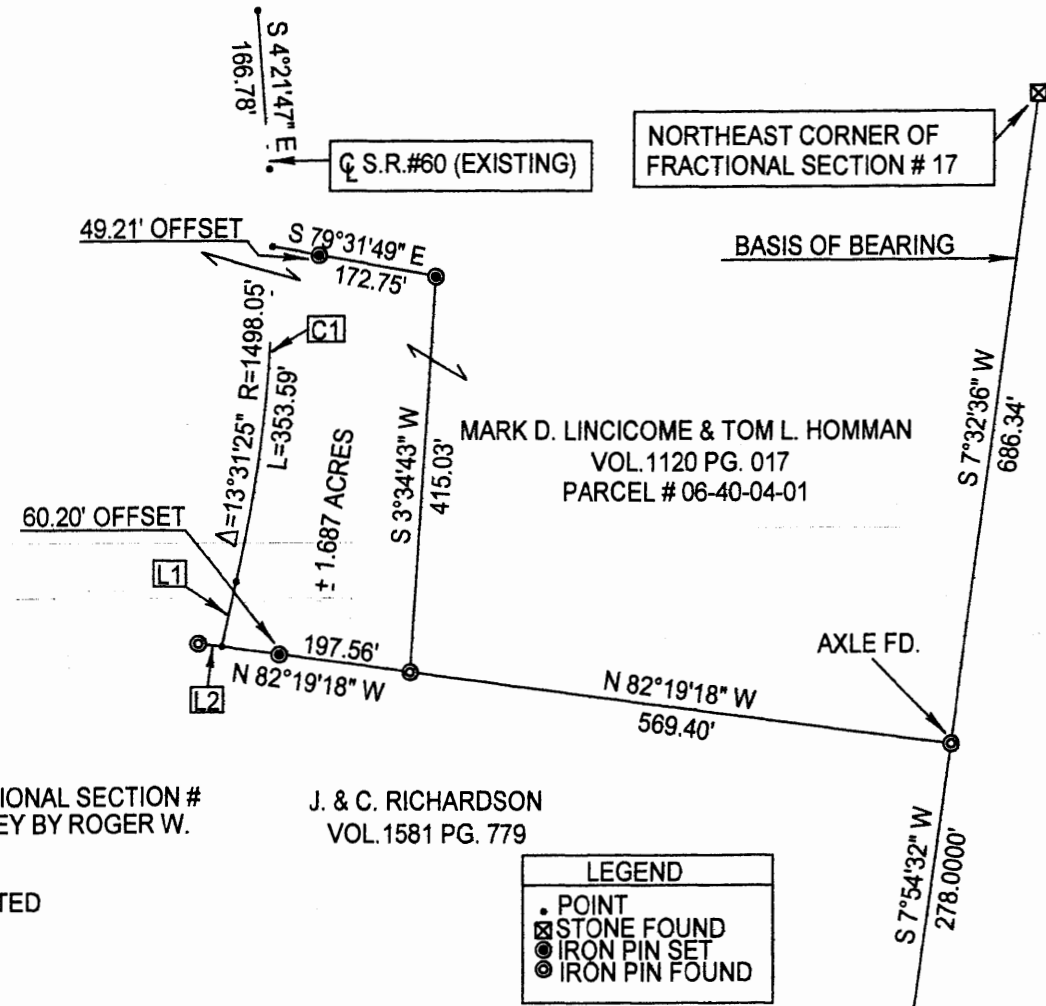 S 4°21'47" E
166.78'
℄ S.R.#60 (EXISTING)
NORTHEAST CORNER OF
FRACTIONAL SECTION # 17
49.21' OFFSET
S 79°31'49" E
172.75'
BASIS OF BEARING
C1
Δ=13°31'25" R=1498.05'
L=353.59'
± 1.687 ACRES
S 3°34'43" W
415.03'
MARK D. LINCICOME & TOM L. HOMMAN
VOL.1120 PG. 017
PARCEL # 06-40-04-01
S 7°32'36" W
686.34'
60.20' OFFSET
L1
197.56'
N 82°19'18" W
L2
AXLE FD.
N 82°19'18" W
569.40'
IONAL SECTION #
EY BY ROGER W.
TED
J. & C. RICHARDSON
VOL.1581 PG. 779
S 7°54'32" W
278.0000'
LEGEND
POINT
STONE FOUND
IRON PIN SET
IRON PIN FOUND